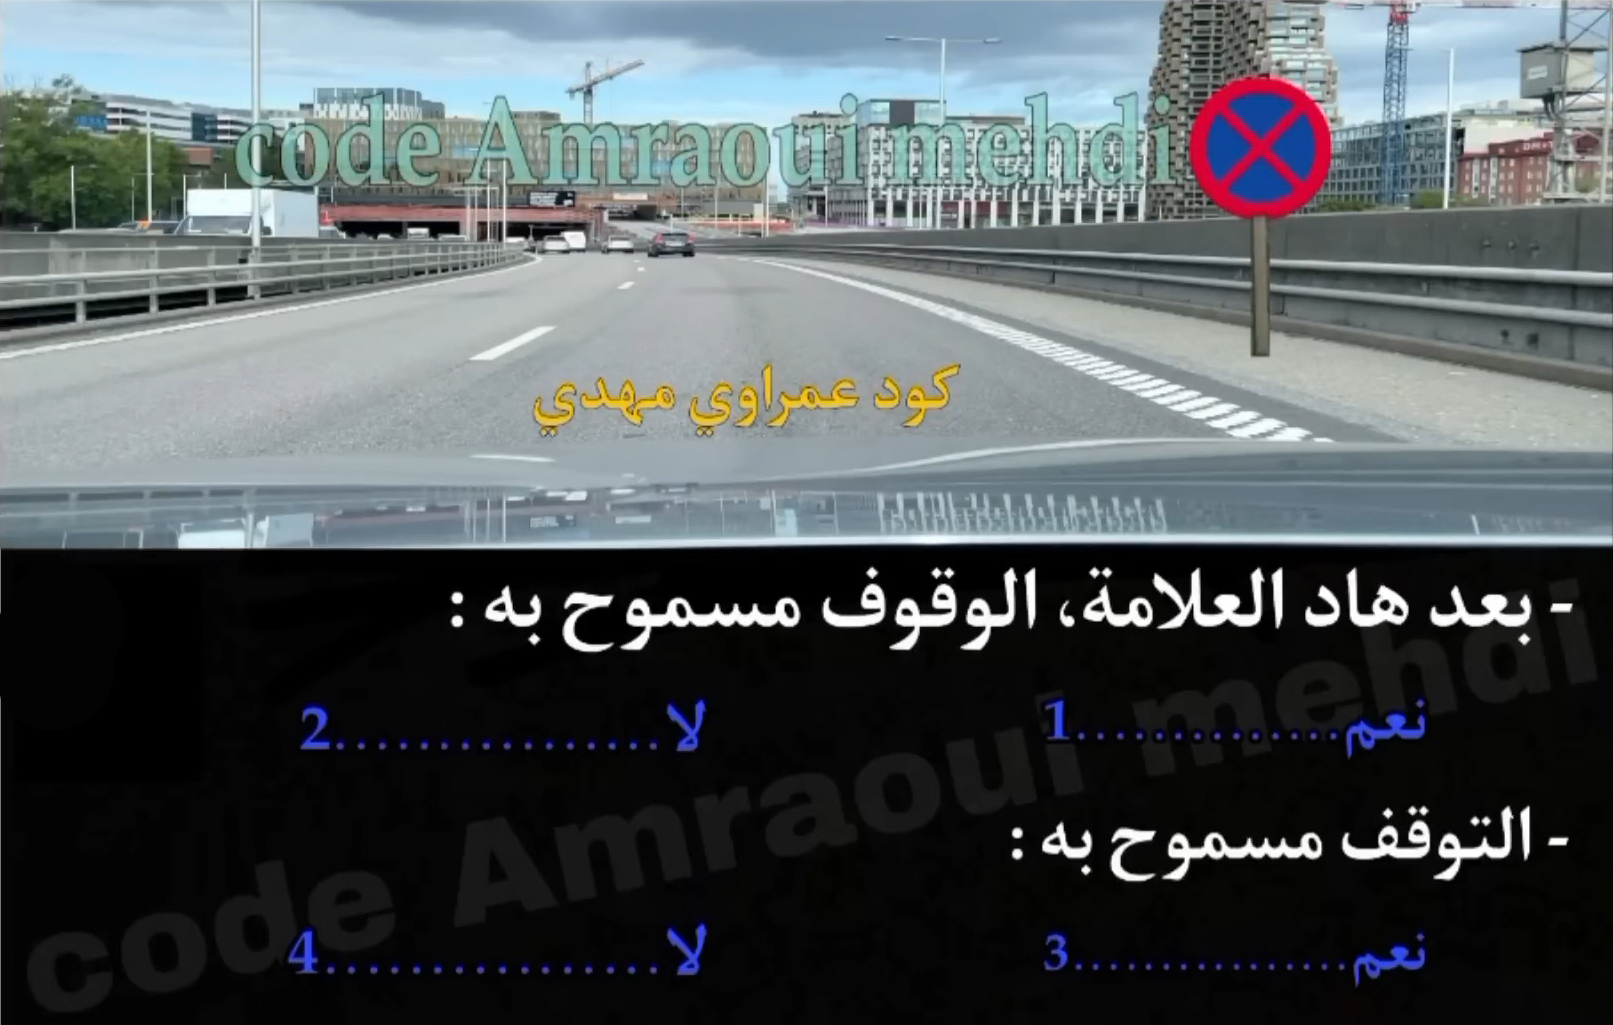 code Amraoui mehdi
كود عمراوي مهدي
- بعد هاد العلامة، الوقوف مسموح به :
نعم..............1 لا................2
- التوقف مسموح به :
نعم................3 لا.................4
code Amraoui mehdi